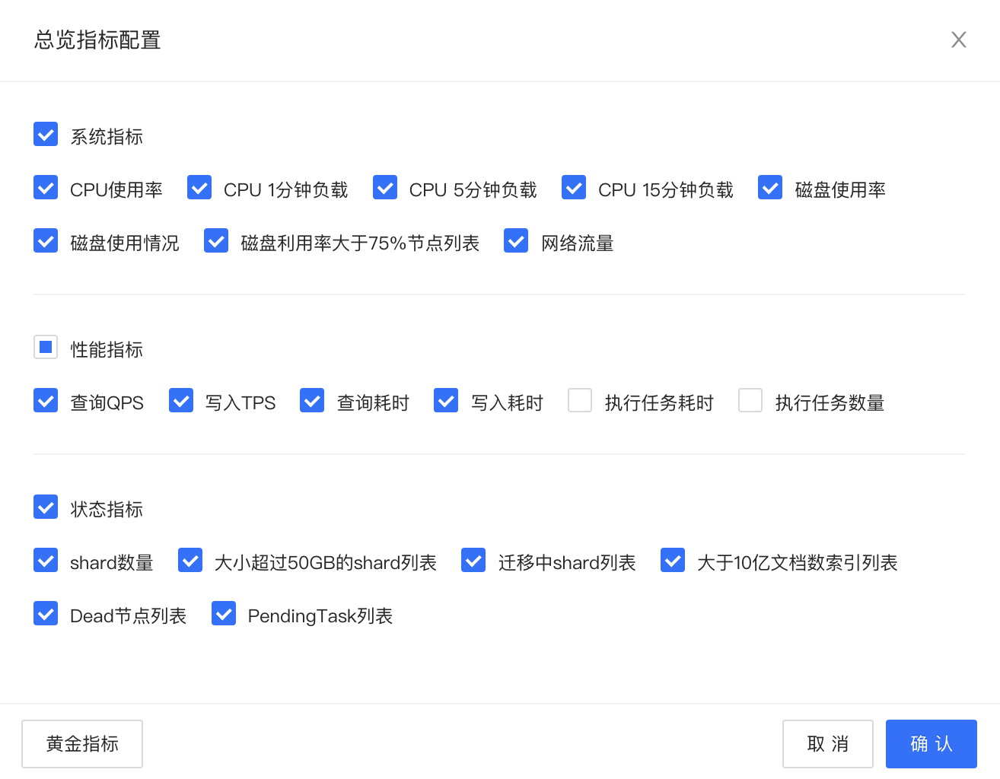 总览指标配置
系统指标
CPU使用率 CPU 1分钟负载 CPU 5分钟负载 CPU 15分钟负载 磁盘使用率
磁盘使用情况 磁盘利用率大于75%节点列表 网络流量
性能指标
查询QPS 写入TPS 查询耗时 写入耗时 执行任务耗时 执行任务数量
状态指标
shard数量 大小超过50GB的shard列表 迁移中shard列表 大于10亿文档数索引列表
Dead节点列表 PendingTask列表
黄金指标 取 消 确 认